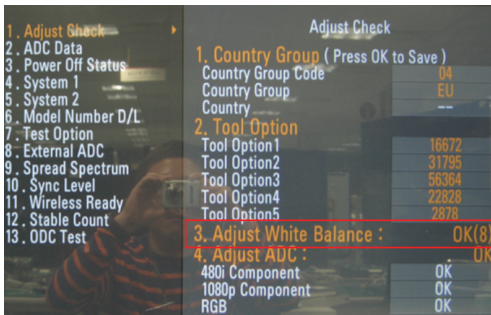 1 . Adjust Check
2 . ADC Data
3 . Power Off Status
4 . System 1
5 . System 2
6 . Model Number D/L
7 . Test Option
8 . External ADC
9 . Spread Spectrum
10 . Sync Level
11 . Wireless Ready
12 . Stable Count
13 . ODC Test
Adjust Check
1. Country Group ( Press OK to Save )
Country Group Code 04
Country Group EU
Country --
2. Tool Option
Tool Option1 16672
Tool Option2 31795
Tool Option3 56364
Tool Option4 22828
Tool Option5 2878
3. Adjust White Balance : OK(8)
4. Adjust ADC : OK
480i Component OK
1080p Component OK
RGB OK